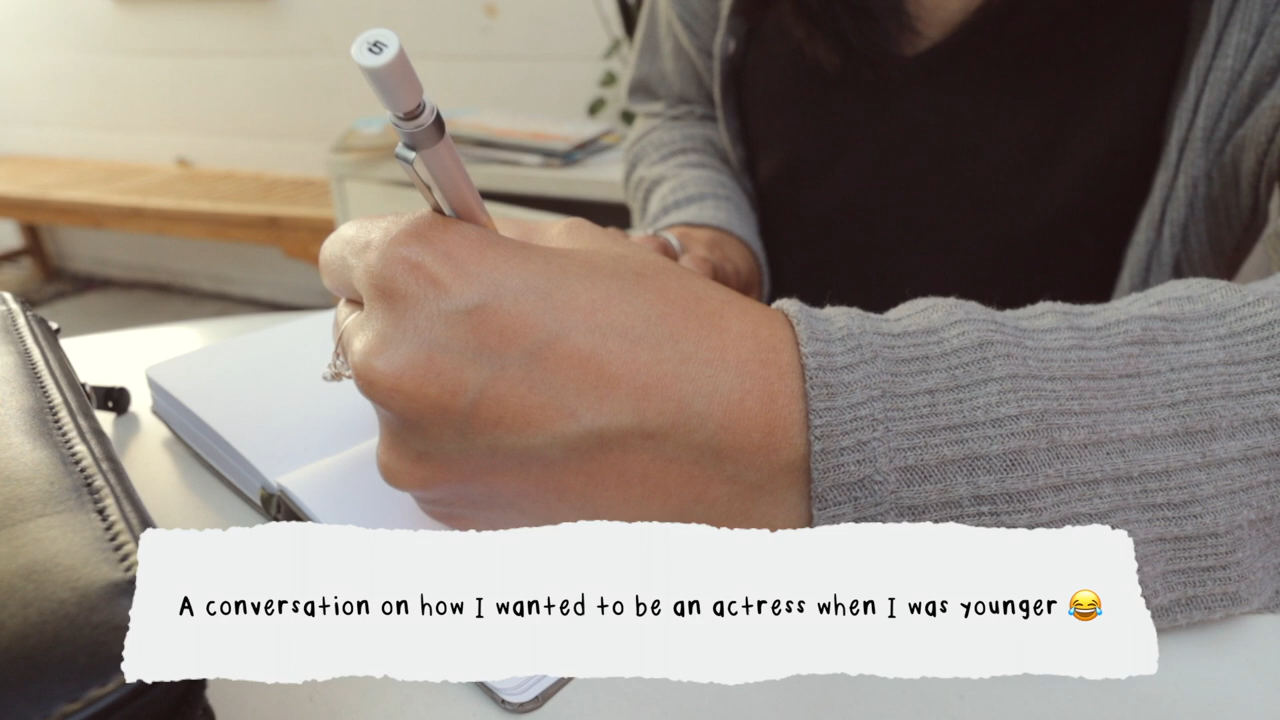 A conversation on how I wanted to be an actress when I was younger 😂